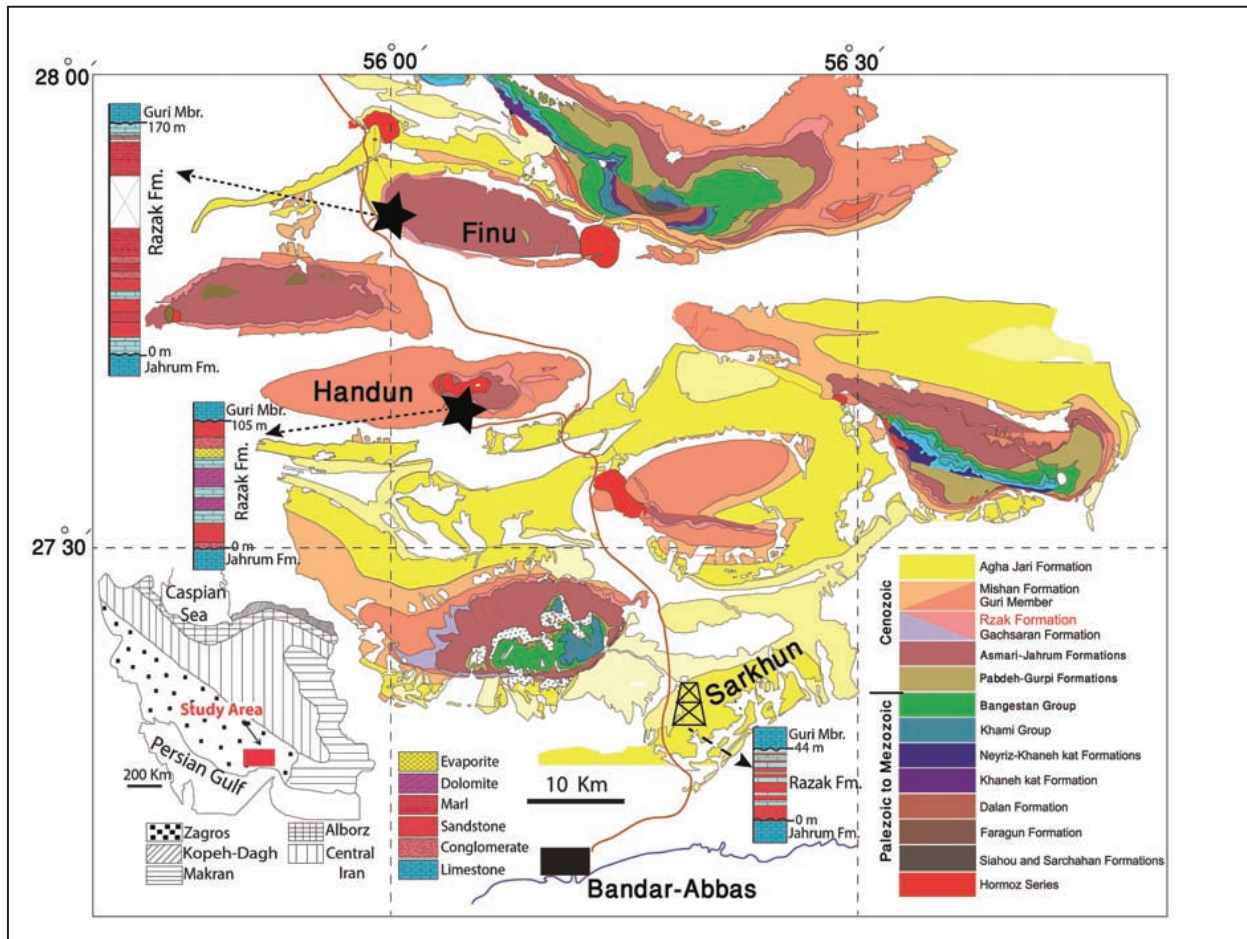 56° 00′
56° 30′
28° 00′
27° 30′
Guri Mbr.
170 m
Razak Fm.
0 m
Jahrum Fm.
Finu
Handun
Guri Mbr.
105 m
Razak Fm.
0 m
Jahrum Fm.
Caspian
Sea
Study Area
Persian Gulf
200 Km
Zagros
Kopeh-Dagh
Makran
Alborz
Central
Iran
Evaporite
Dolomite
Marl
Sandstone
Conglomerate
Limestone
10 Km
Sarkhun
Guri Mbr.
44 m
Razak Fm.
0 m
Jahrum Fm.
Bandar-Abbas
Cenozoic
Agha Jari Formation
Mishan Formation
Guri Member
Rzak Formation
Gachsaran Formation
Asmari-Jahrum Formations
Pabdeh-Gurpi Formations
Palezoic to Mezozoic
Bangestan Group
Khami Group
Neyriz-Khaneh kat Formations
Khaneh kat Formation
Dalan Formation
Faragun Formation
Siahou and Sarchahan Formations
Hormoz Series